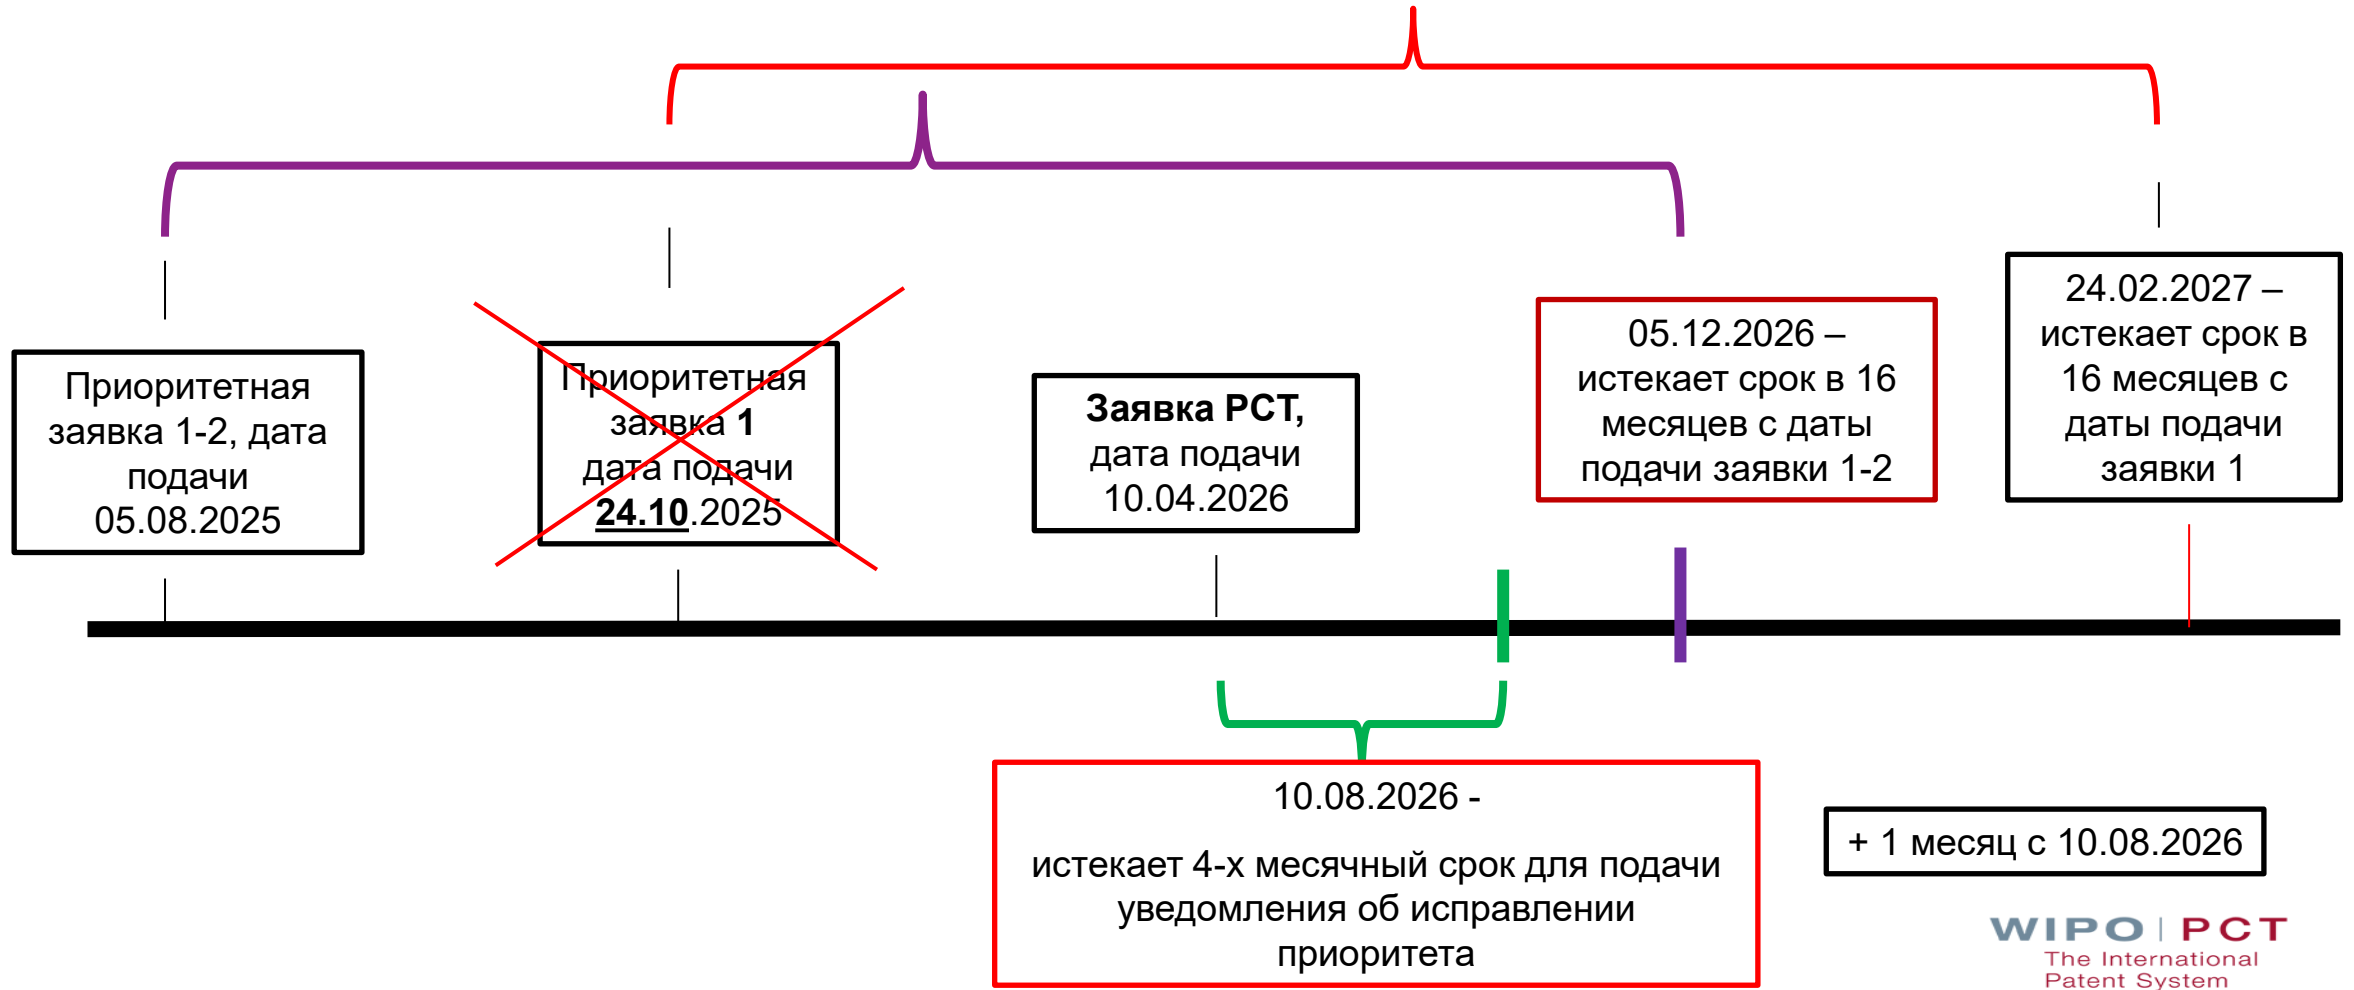 Приоритетная
заявка 1-2, дата
подачи
05.08.2025
Приоритетная
заявка 1
дата подачи
24.10.2025
Заявка PCT,
дата подачи
10.04.2026
05.12.2026 –
истекает срок в 16
месяцев с даты
подачи заявки 1-2
24.02.2027 –
истекает срок в
16 месяцев с
даты подачи
заявки 1
10.08.2026 -
истекает 4-х месячный срок для подачи
уведомления об исправлении
приоритета
+ 1 месяц с 10.08.2026
WIPO | PCT
The International
Patent System